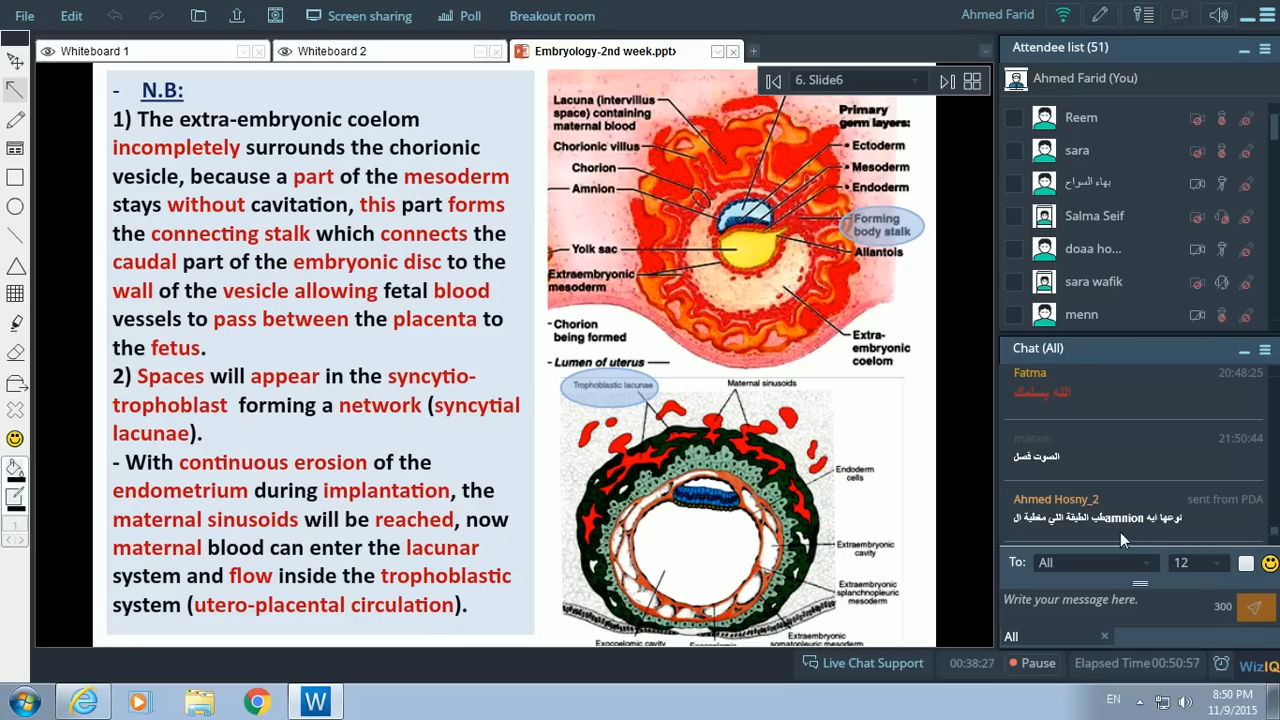 File
Edit
Screen sharing
Poll
Breakout room
Ahmed Farid
Whiteboard 1
Whiteboard 2
Embryology-2nd week.ppt
6. Slide6
- N.B:
1) The extra-embryonic coelom
incompletely surrounds the chorionic
vesicle, because a part of the mesoderm
stays without cavitation, this part forms
the connecting stalk which connects the
caudal part of the embryonic disc to the
wall of the vesicle allowing fetal blood
vessels to pass between the placenta to
the fetus.
2) Spaces will appear in the syncytio-
trophoblast forming a network (syncytial
lacunae).
- With continuous erosion of the
endometrium during implantation, the
maternal sinusoids will be reached, now
maternal blood can enter the lacunar
system and flow inside the trophoblastic
system (utero-placental circulation).
Lacuna (intervillus
space) containing
maternal blood
Chorionic villus
Chorion
Amnion
Yolk sac
Extraembryonic
mesoderm
- Chorion
being formed
- Lumen of uterus
Primary
germ layers:
• Ectoderm
• Mesoderm
• Endoderm
Forming
body stalk
Allantois
Extra-
embryonic
coelom
Trophoblastic lacunae
Maternal sinusoids
Endoderm
cells
Extraembryonic
cavity
Extraembryonic
splanchnopleuric
mesoderm
Extraembryonic
somatopleuric mesoderm
Exocoelomic cavity
Exocoelomic
Attendee list (51)
Ahmed Farid (You)
Reem
sara
بهاء السراج
Salma Seif
doaa ho...
sara wafik
menn
Chat (All)
Fatma 20:48:25
الله يسلمك
maram 21:50:44
الصوت فصل
Ahmed Hosny_2 sent from PDA
طب الطبقة اللي مغطية ال amnion نوعها ايه
To: All 12
Write your message here. 300
All
Live Chat Support
00:38:27
Pause
Elapsed Time 00:50:57
WizIQ
EN
8:50 PM
11/9/2015